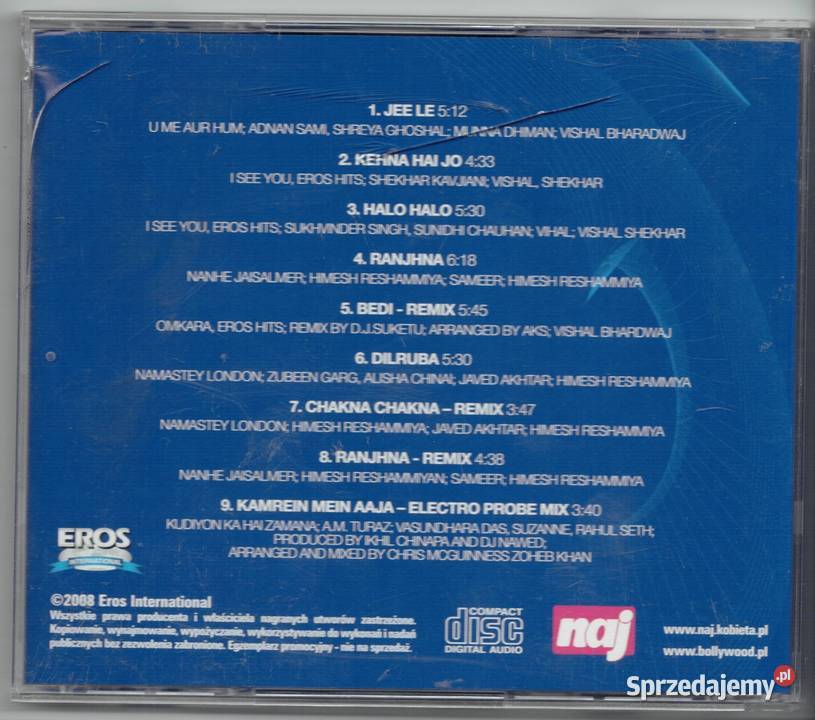 1. JEE LE 5:12
U ME AUR HUM; ADNAN SAMI, SHREYA GHOSHAL; MUNNA DHIMAN; VISHAL BHARADWAJ
2. KEHNA HAI JO 4:33
I SEE YOU, EROS HITS; SHEKHAR KAVJIANI; VISHAL, SHEKHAR
3. HALO HALO 5:30
I SEE YOU, EROS HITS; SUKHVINDER SINGH, SUNIDHI CHAUHAN; VIHAL; VISHAL SHEKHAR
4. RANJHNA 6:18
NANHE JAISALMER; HIMESH RESHAMMIYA; SAMEER; HIMESH RESHAMMIYA
5. BEDI - REMIX 5:45
OMKARA, EROS HITS; REMIX BY D.J.SUKETU; ARRANGED BY AKS; VISHAL BHARDWAJ
6. DILRUBA 5:30
NAMASTEY LONDON; ZUBEEN GARG, ALISHA CHINAI; JAVED AKHTAR; HIMESH RESHAMMIYA
7. CHAKNA CHAKNA – REMIX 3:47
NAMASTEY LONDON; HIMESH RESHAMMIYA; JAVED AKHTAR; HIMESH RESHAMMIYA
8. RANJHNA - REMIX 4:38
NANHE JAISALMER; HIMESH RESHAMMIYAN; SAMEER; HIMESH RESHAMMIYA
9. KAMREIN MEIN AAJA – ELECTRO PROBE MIX 3:40
KUDIYON KA HAI ZAMANA; A.M. TURAZ; VASUNDHARA DAS, SUZANNE, RAHUL SETH;
PRODUCED BY IKHIL CHINAPA AND DJ NAWED;
ARRANGED AND MIXED BY CHRIS MCGUINNESS ZOHEB KHAN
EROS
INTERNATIONAL
©2008 Eros International
Wszystkie prawa producenta i właściciela nagranych utworów zastrzeżone.
Kopiowanie, wynajmowanie, wypożyczanie, wykorzystywanie do wykonań i nadań
publicznych bez zezwolenia zabronione. Egzemplarz promocyjny - nie na sprzedaż.
COMPACT
disc
DIGITAL AUDIO
naj
www.naj.kobieta.pl
www.bollywood.pl
Sprzedajemy.pl